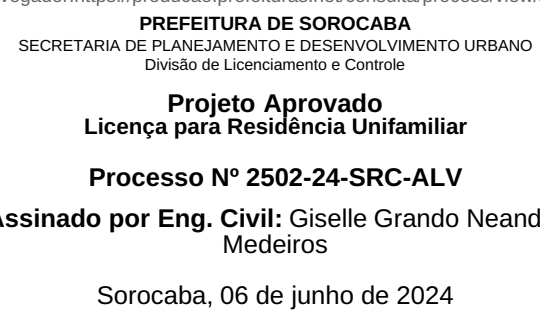 PREFEITURA DE SOROCABA
SECRETARIA DE PLANEJAMENTO E DESENVOLVIMENTO URBANO
Divisão de Licenciamento e Controle
Projeto Aprovado
Licença para Residência Unifamiliar
Processo Nº 2502-24-SRC-ALV
Assinado por Eng. Civil: Giselle Grando Neand
Medeiros
Sorocaba, 06 de junho de 2024